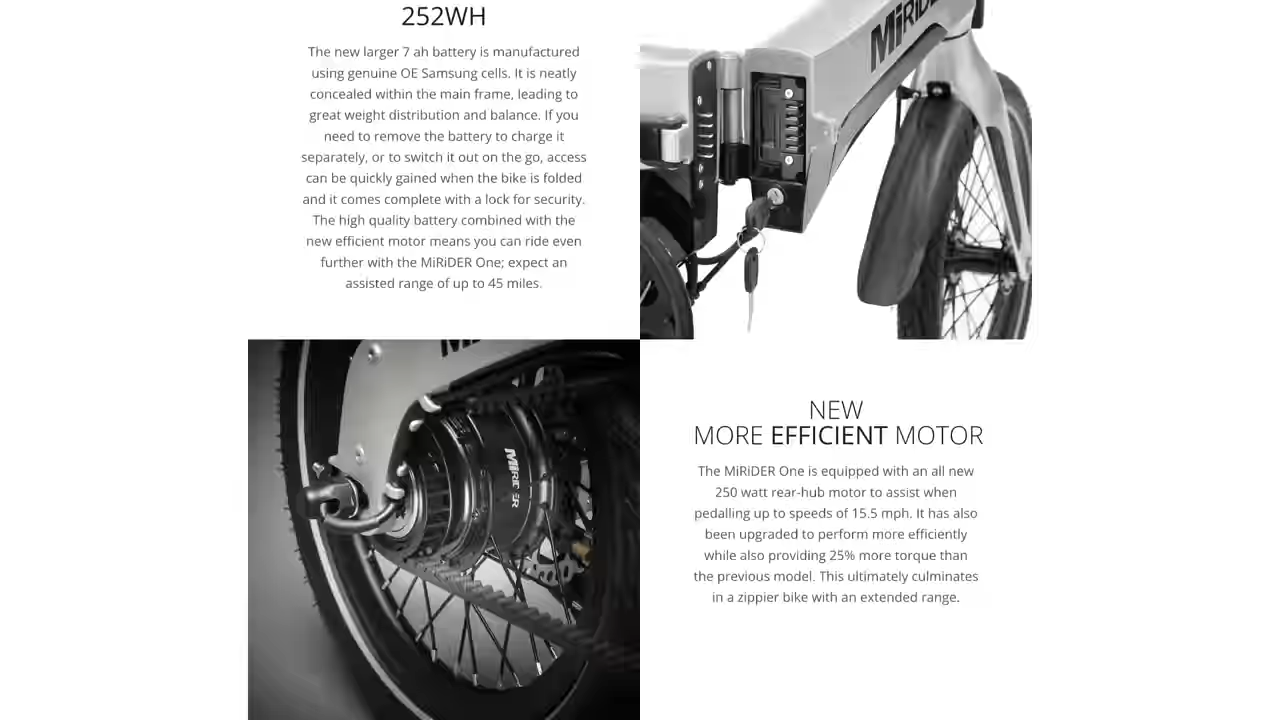 252WH
The new larger 7 ah battery is manufactured
using genuine OE Samsung cells. It is neatly
concealed within the main frame, leading to
great weight distribution and balance. If you
need to remove the battery to charge it
separately, or to switch it out on the go, access
can be quickly gained when the bike is folded
and it comes complete with a lock for security.
The high quality battery combined with the
new efficient motor means you can ride even
further with the MiRiDER One; expect an
assisted range of up to 45 miles.
MiRiDER
Mi
MiRiDER
NEW
MORE EFFICIENT MOTOR
The MiRiDER One is equipped with an all new
250 watt rear-hub motor to assist when
pedalling up to speeds of 15.5 mph. It has also
been upgraded to perform more efficiently
while also providing 25% more torque than
the previous model. This ultimately culminates
in a zippier bike with an extended range.